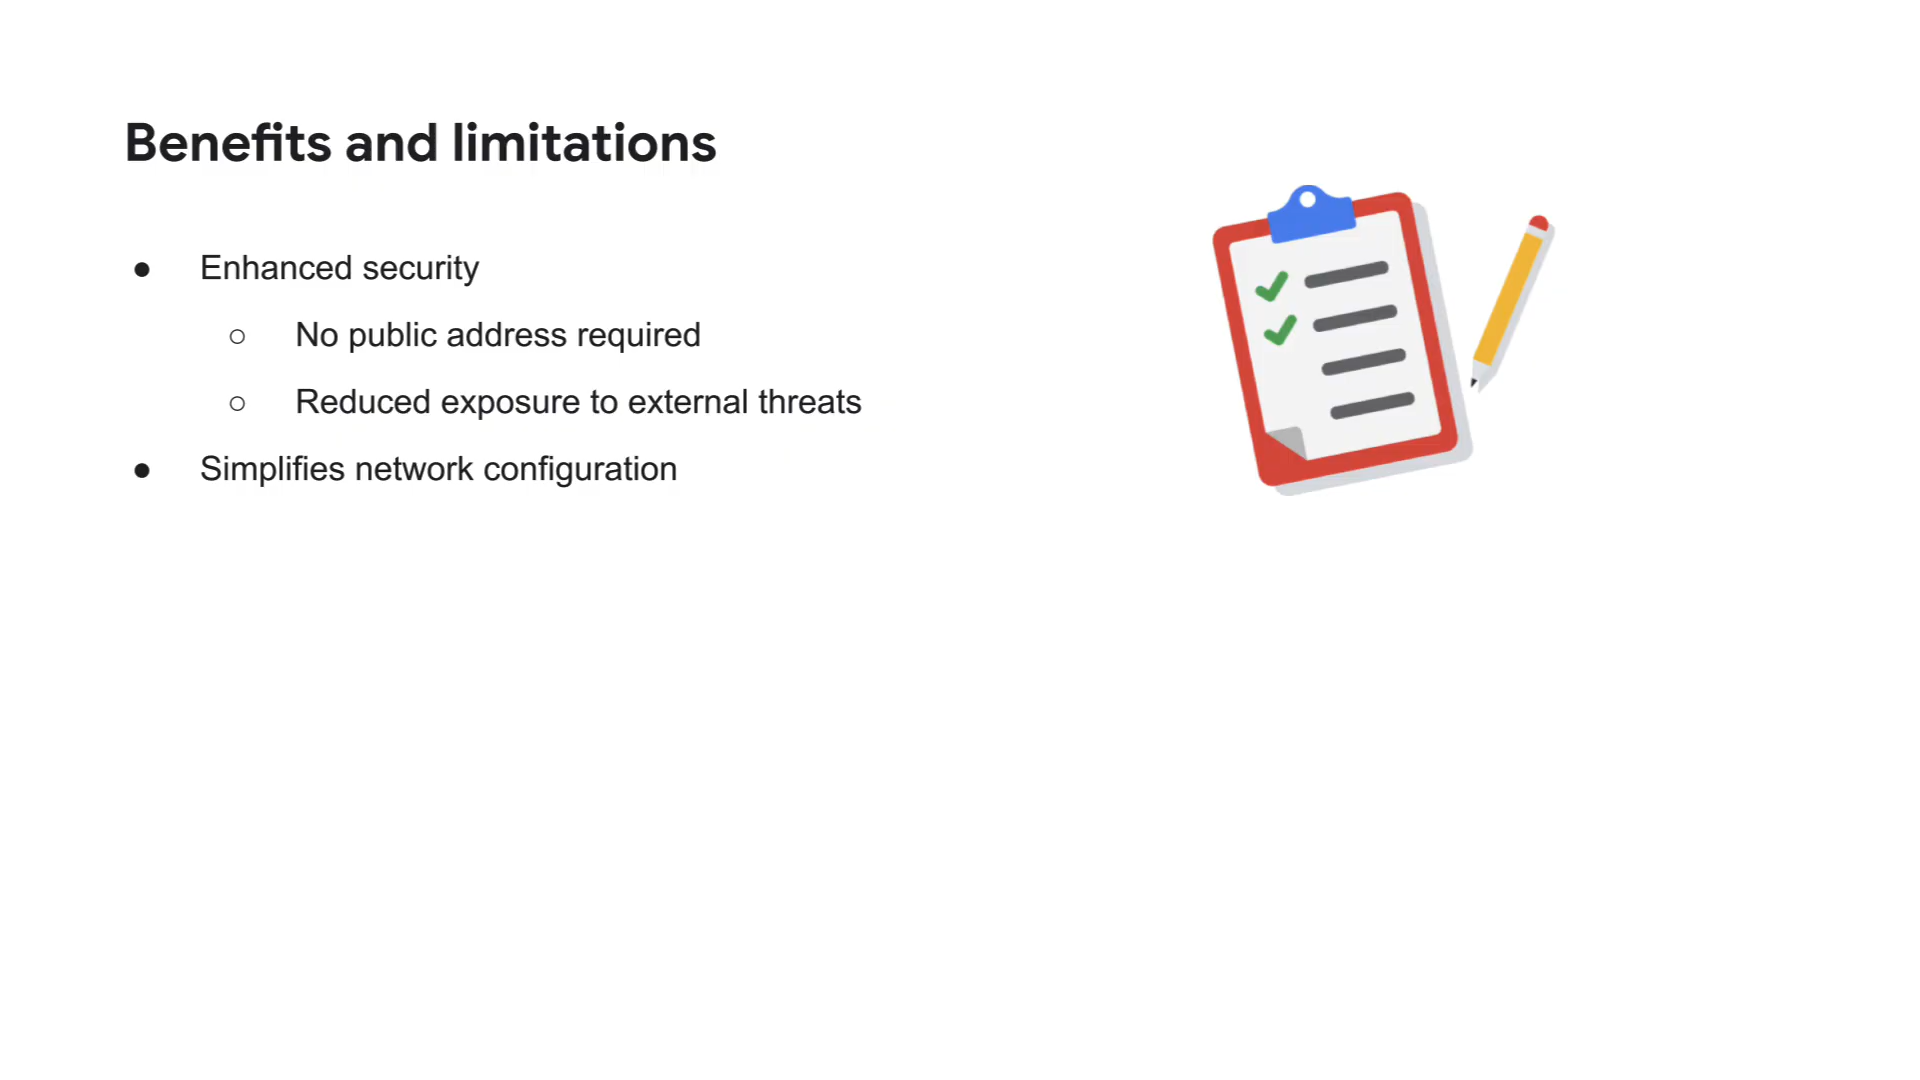 Benefits and limitations
● Enhanced security
○ No public address required
○ Reduced exposure to external threats
● Simplifies network configuration